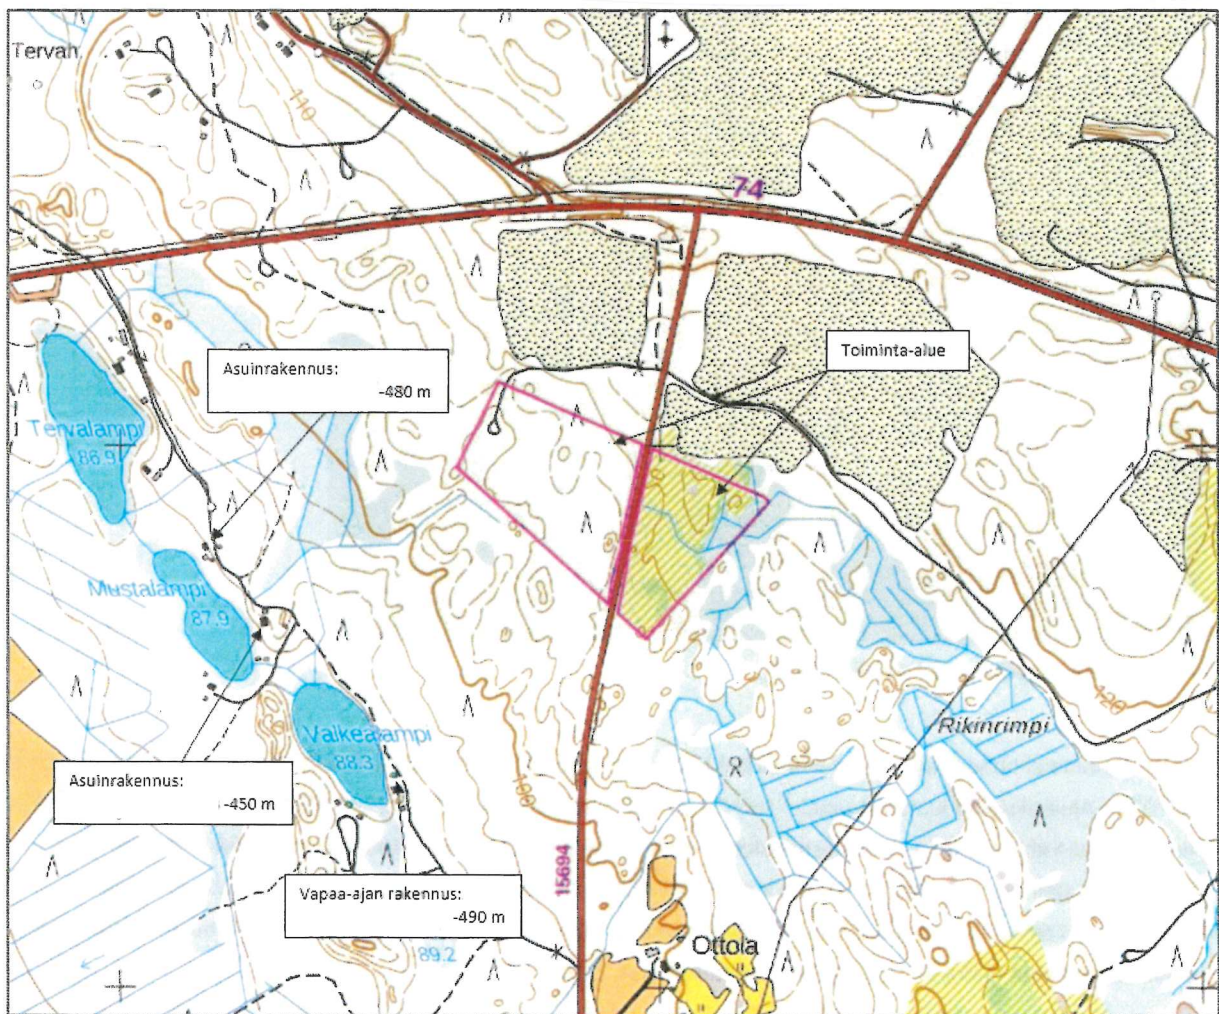 Tervah.
110
74
Asuinrakennus:
-480 m
Toiminta-alue
Tervalampi
86.9
Mustalampi
87.9
Valkealampi
88.3
Rikinrimpi
120
100
Asuinrakennus:
-450 m
15694
Vapaa-ajan rakennus:
-490 m
89.2
Ottola